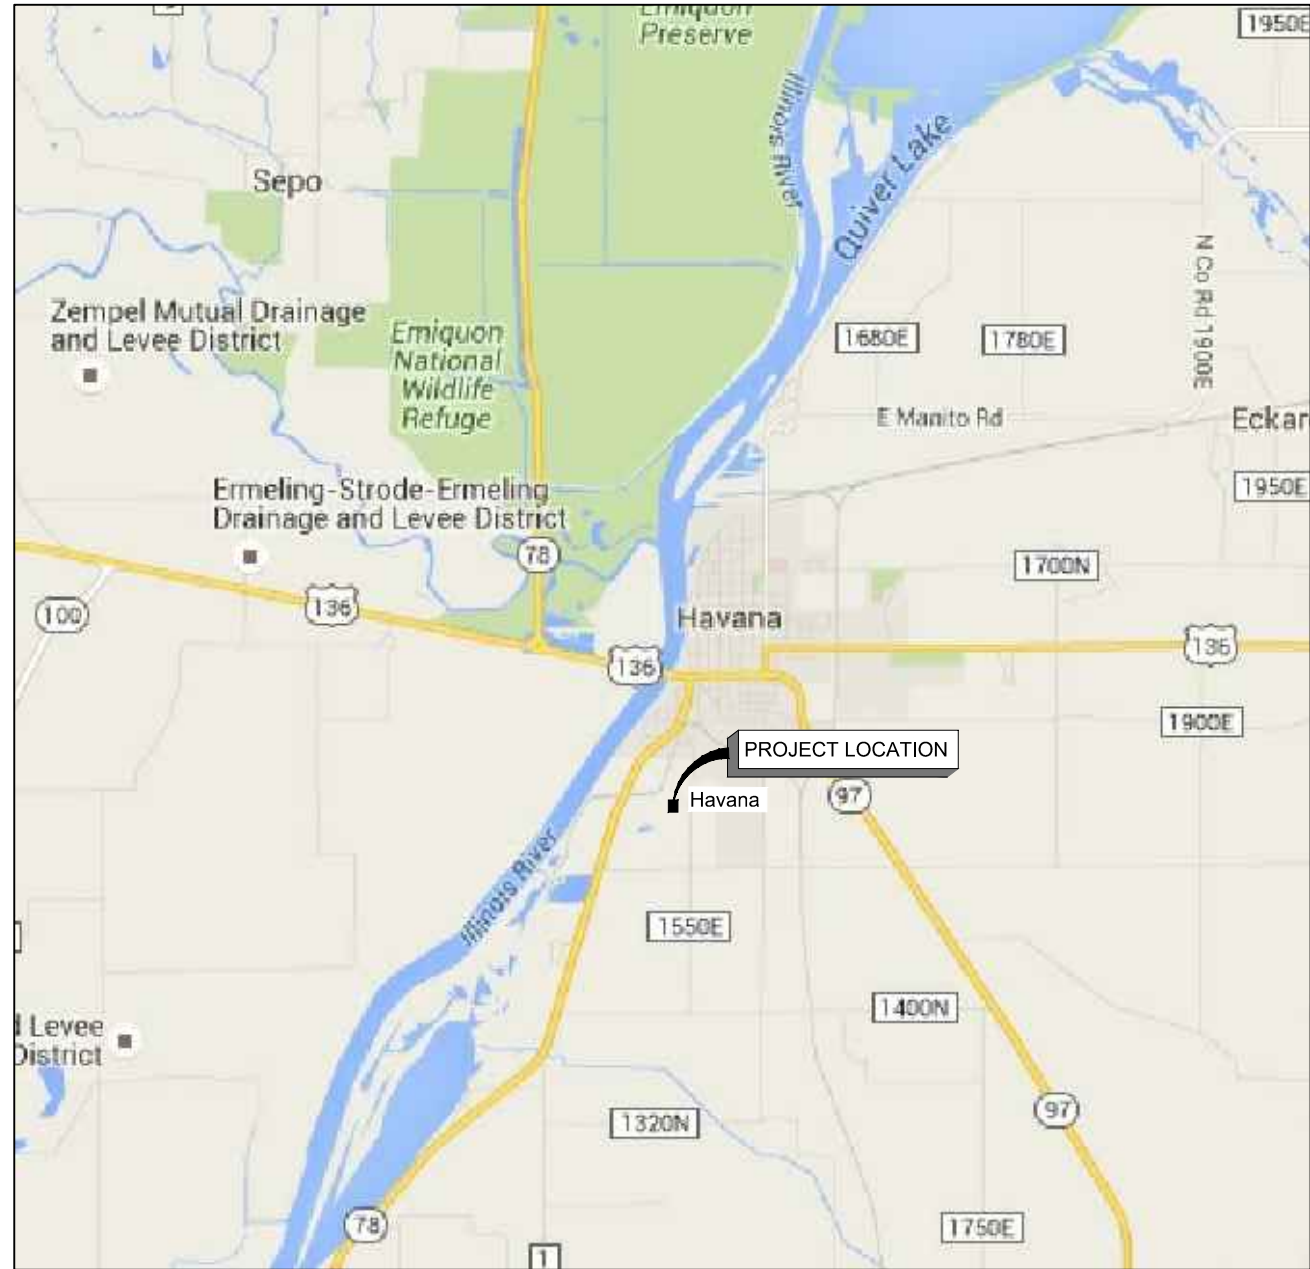 Emiquon
Preserve
1950E
Illinois River
Quiver Lake
Sepo
N Co Rd 1900E
Zempel Mutual Drainage
and Levee District
Emiquon
National
Wildlife
Refuge
1680E
1780E
E Manito Rd
Eckar
1950E
Ermeling-Strode-Ermeling
Drainage and Levee District
78
1700N
100
136
Havana
136
136
1900E
PROJECT LOCATION
Havana
97
Illinois River
1550E
1400N
d Levee
District
97
1320N
78
1750E
1